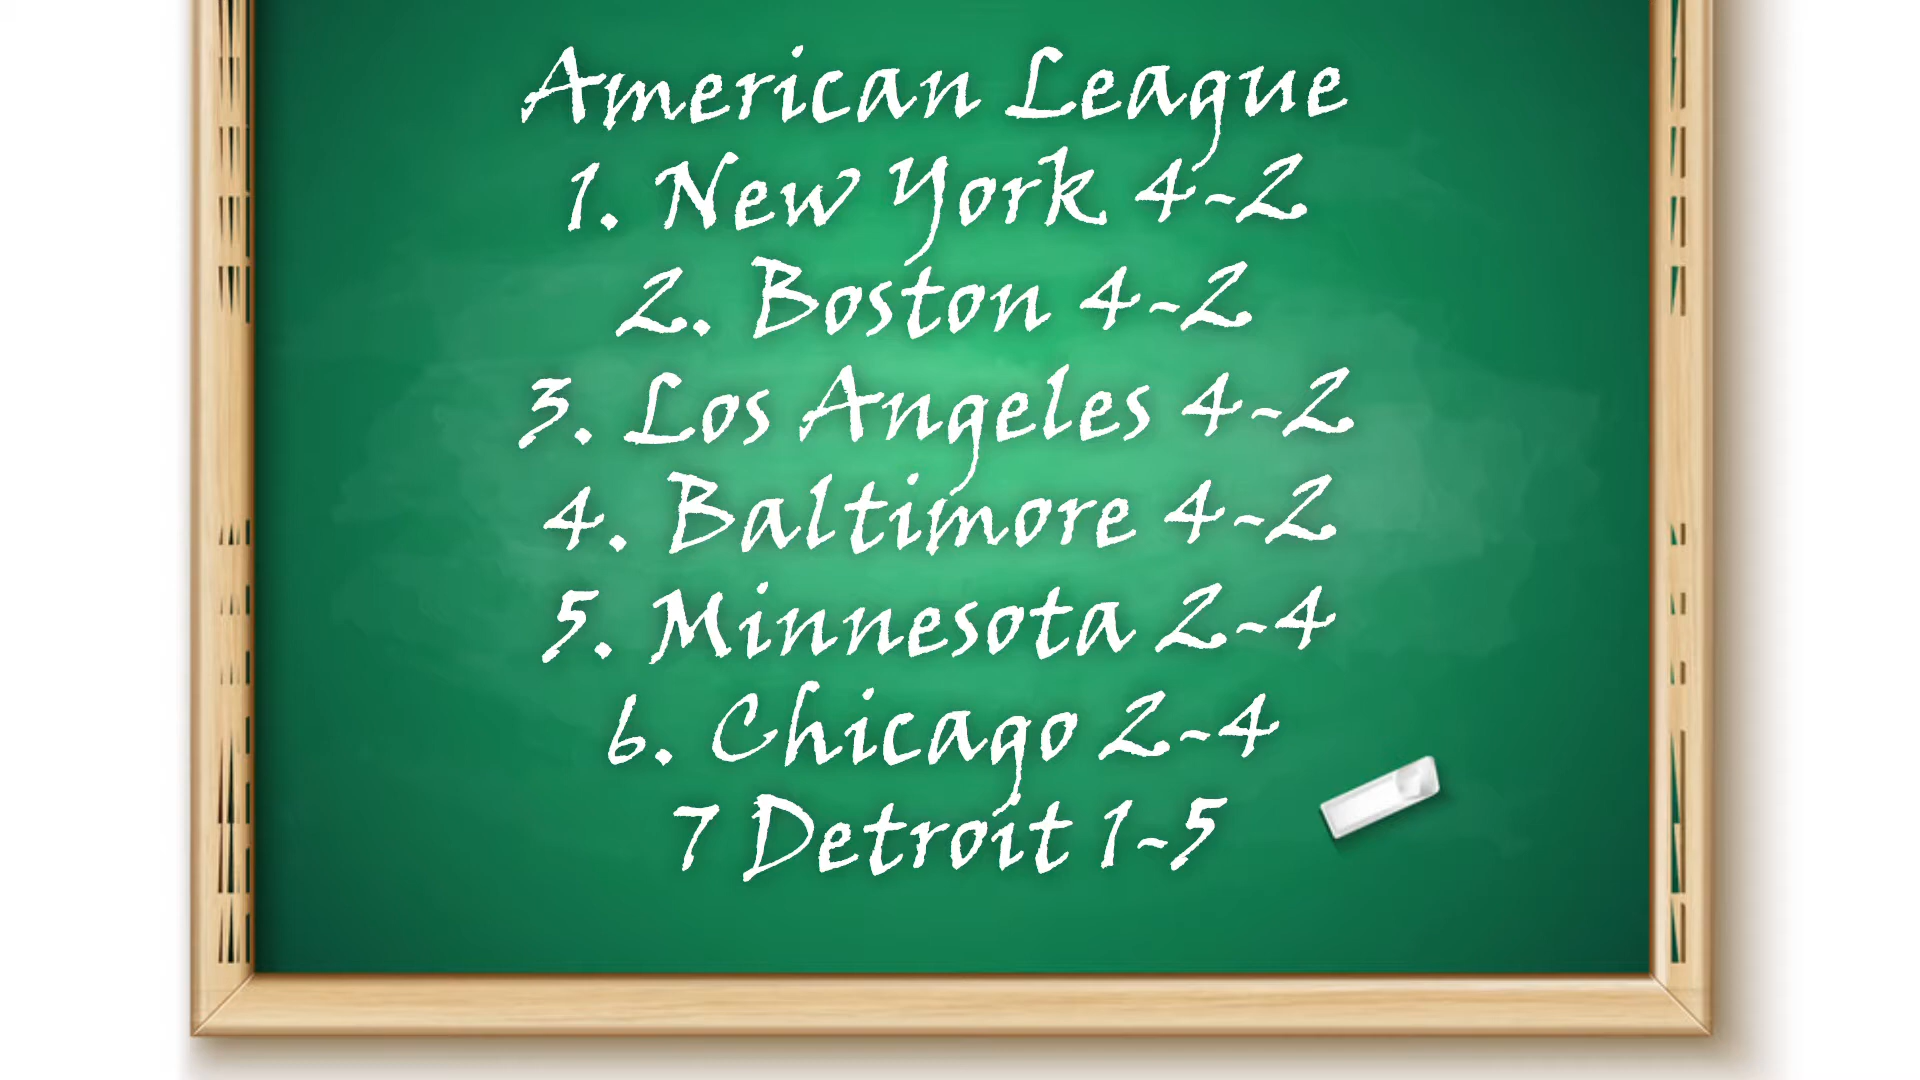 American League
1. New York 4-2
2. Boston 4-2
3. Los Angeles 4-2
4. Baltimore 4-2
5. Minnesota 2-4
6. Chicago 2-4
7 Detroit 1-5